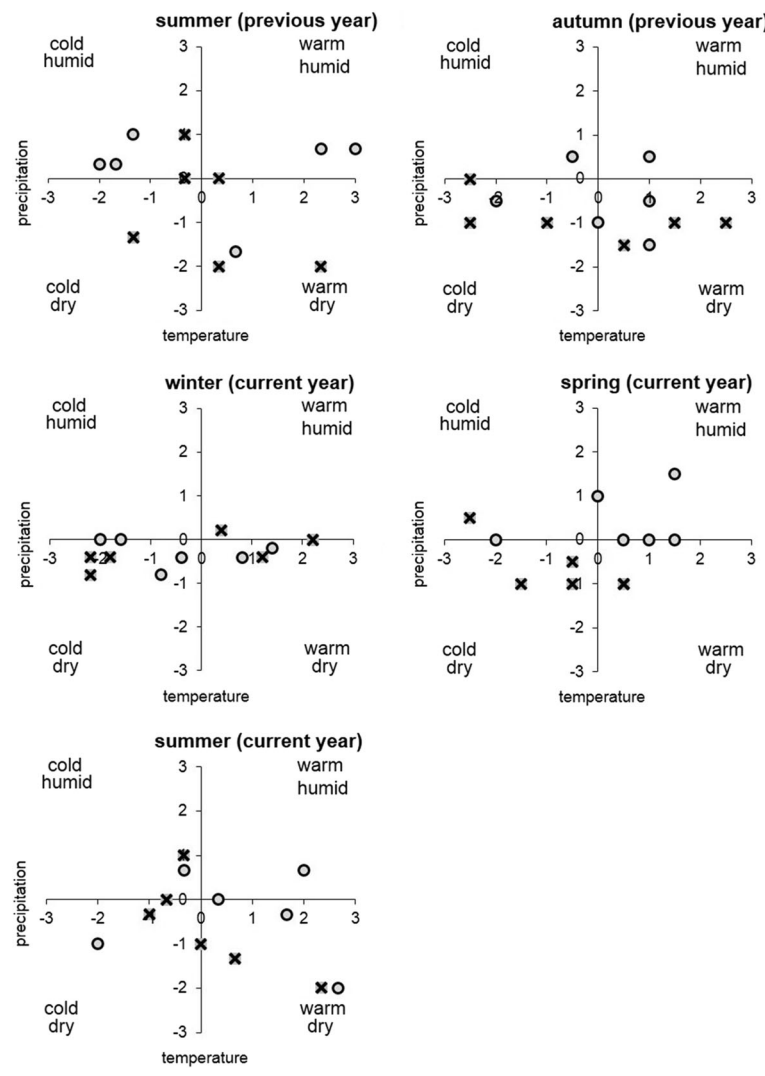 summer (previous year)
cold
humid
warm
humid
3
2
1
0
-3
-2
-1
0
1
2
3
-1
-2
-3
precipitation
cold
dry
warm
dry
temperature
autumn (previous year)
cold
humid
warm
humid
3
2
1
0
-3
-2
-1
0
1
2
3
-1
-2
-3
precipitation
cold
dry
warm
dry
temperature
winter (current year)
cold
humid
warm
humid
3
2
1
0
-3
-2
-1
0
1
2
3
-1
-2
-3
precipitation
cold
dry
warm
dry
temperature
spring (current year)
cold
humid
warm
humid
3
2
1
0
-3
-2
-1
0
1
2
3
-1
-2
-3
precipitation
cold
dry
warm
dry
temperature
summer (current year)
cold
humid
warm
humid
3
2
1
0
-3
-2
-1
0
1
2
3
-1
-2
-3
precipitation
cold
dry
warm
dry
temperature